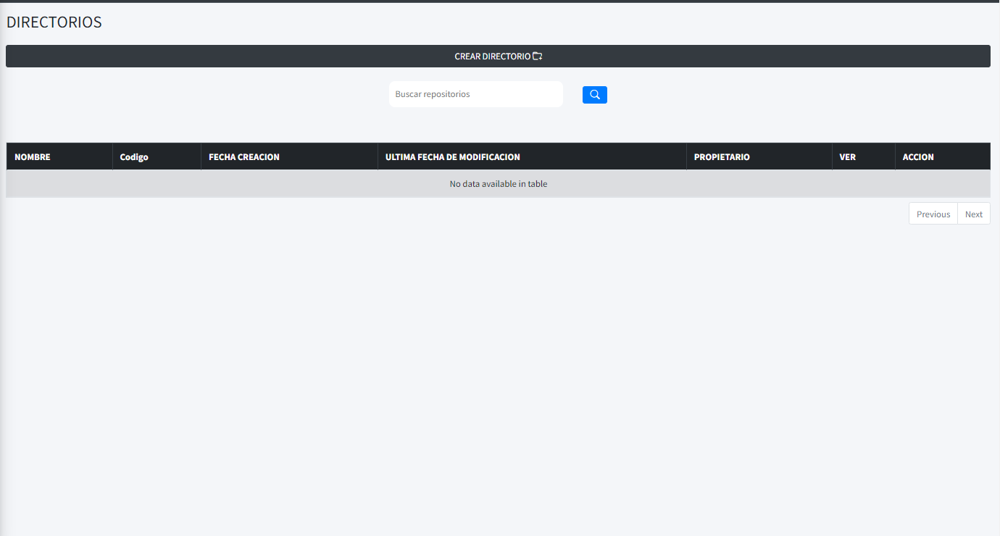 DIRECTORIOS
CREAR DIRECTORIO
Buscar repositorios
NOMBRE Codigo FECHA CREACION ULTIMA FECHA DE MODIFICACION PROPIETARIO VER ACCION
No data available in table
Previous Next